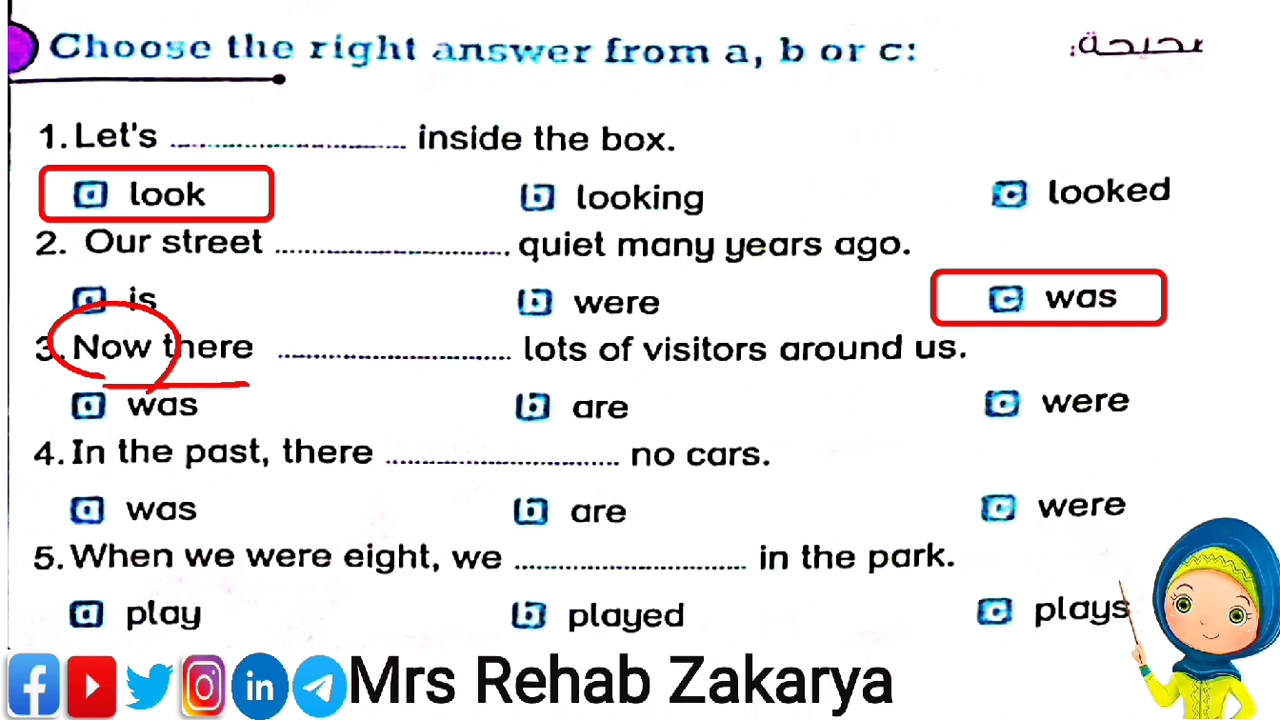 Choose the right answer from a, b or c:
1. Let's ........................ inside the box.
a look b looking c looked
2. Our street ........................ quiet many years ago.
a is b were c was
3. Now there ........................ lots of visitors around us.
a was b are c were
4. In the past, there ........................ no cars.
a was b are c were
5. When we were eight, we ........................ in the park.
a play b played c plays
Mrs Rehab Zakarya